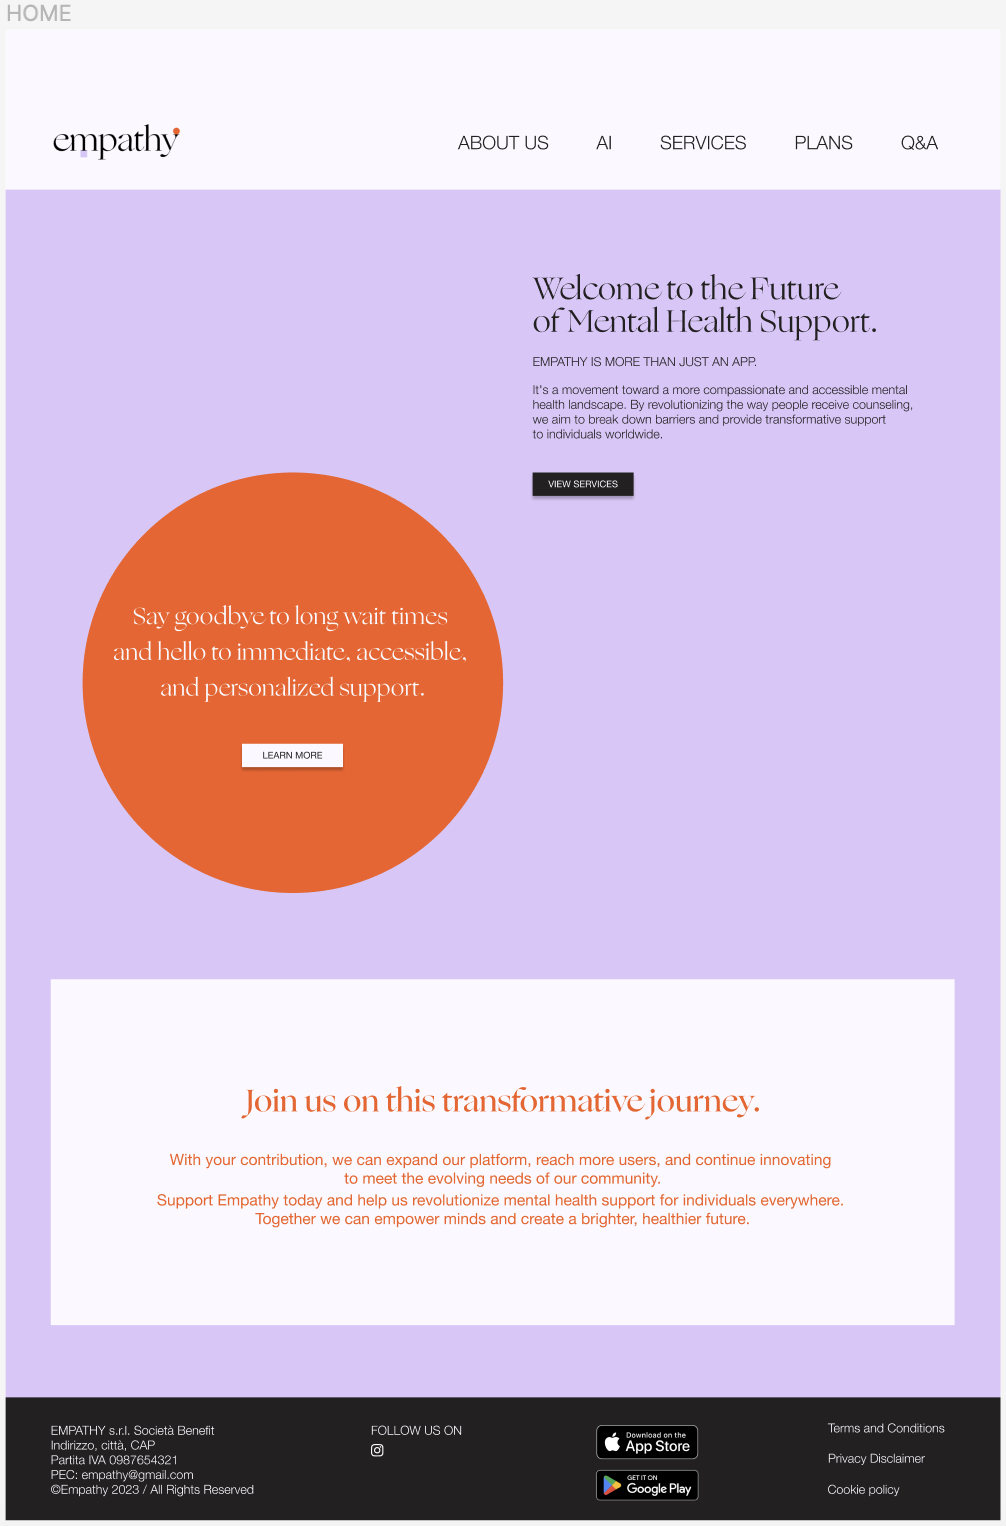 HOME
empathy
ABOUT US AI SERVICES PLANS Q&A
Welcome to the Future
of Mental Health Support.
EMPATHY IS MORE THAN JUST AN APP.
It's a movement toward a more compassionate and accessible mental
health landscape. By revolutionizing the way people receive counseling,
we aim to break down barriers and provide transformative support
to individuals worldwide.
VIEW SERVICES
Say goodbye to long wait times
and hello to immediate, accessible,
and personalized support.
LEARN MORE
Join us on this transformative journey.
With your contribution, we can expand our platform, reach more users, and continue innovating
to meet the evolving needs of our community.
Support Empathy today and help us revolutionize mental health support for individuals everywhere.
Together we can empower minds and create a brighter, healthier future.
EMPATHY s.r.l. Società Benefit
Indirizzo, città, CAP
Partita IVA 0987654321
PEC: empathy@gmail.com
©Empathy 2023 / All Rights Reserved
FOLLOW US ON
Download on the
App Store
GET IT ON
Google Play
Terms and Conditions
Privacy Disclaimer
Cookie policy